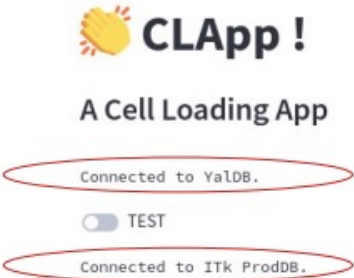 👏 CLApp !
A Cell Loading App
Connected to YalDB.
TEST
Connected to ITk ProdDB.